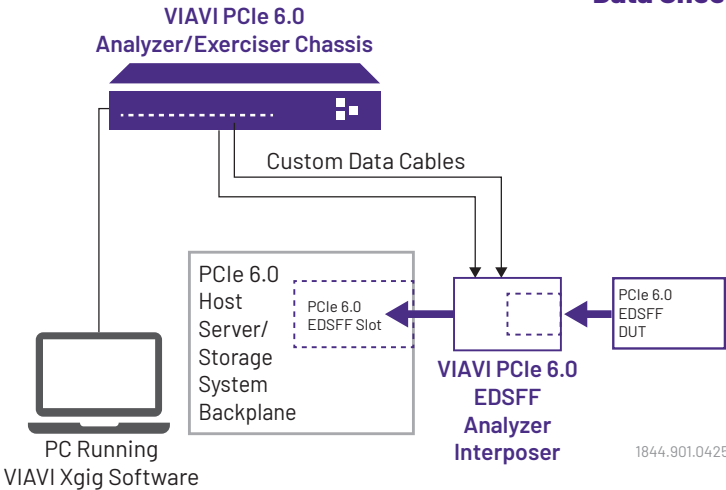 VIAVI PCIe 6.0
Analyzer/Exerciser Chassis
Custom Data Cables
PCIe 6.0
Host
Server/
Storage
System
Backplane
PCIe 6.0
EDSFF Slot
PCIe 6.0
EDSFF
DUT
VIAVI PCIe 6.0
EDSFF
Analyzer
Interposer
PC Running
VIAVI Xgig Software
1844.901.0425